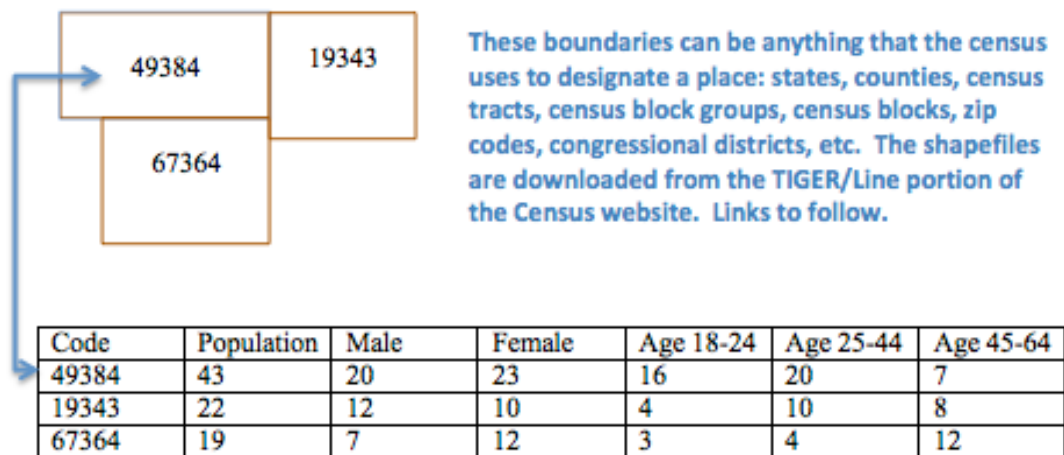 49384
19343
67364
These boundaries can be anything that the census
uses to designate a place: states, counties, census
tracts, census block groups, census blocks, zip
codes, congressional districts, etc. The shapefiles
are downloaded from the TIGER/Line portion of
the Census website. Links to follow.
Code Population Male Female Age 18-24 Age 25-44 Age 45-64
49384 43 20 23 16 20 7
19343 22 12 10 4 10 8
67364 19 7 12 3 4 12